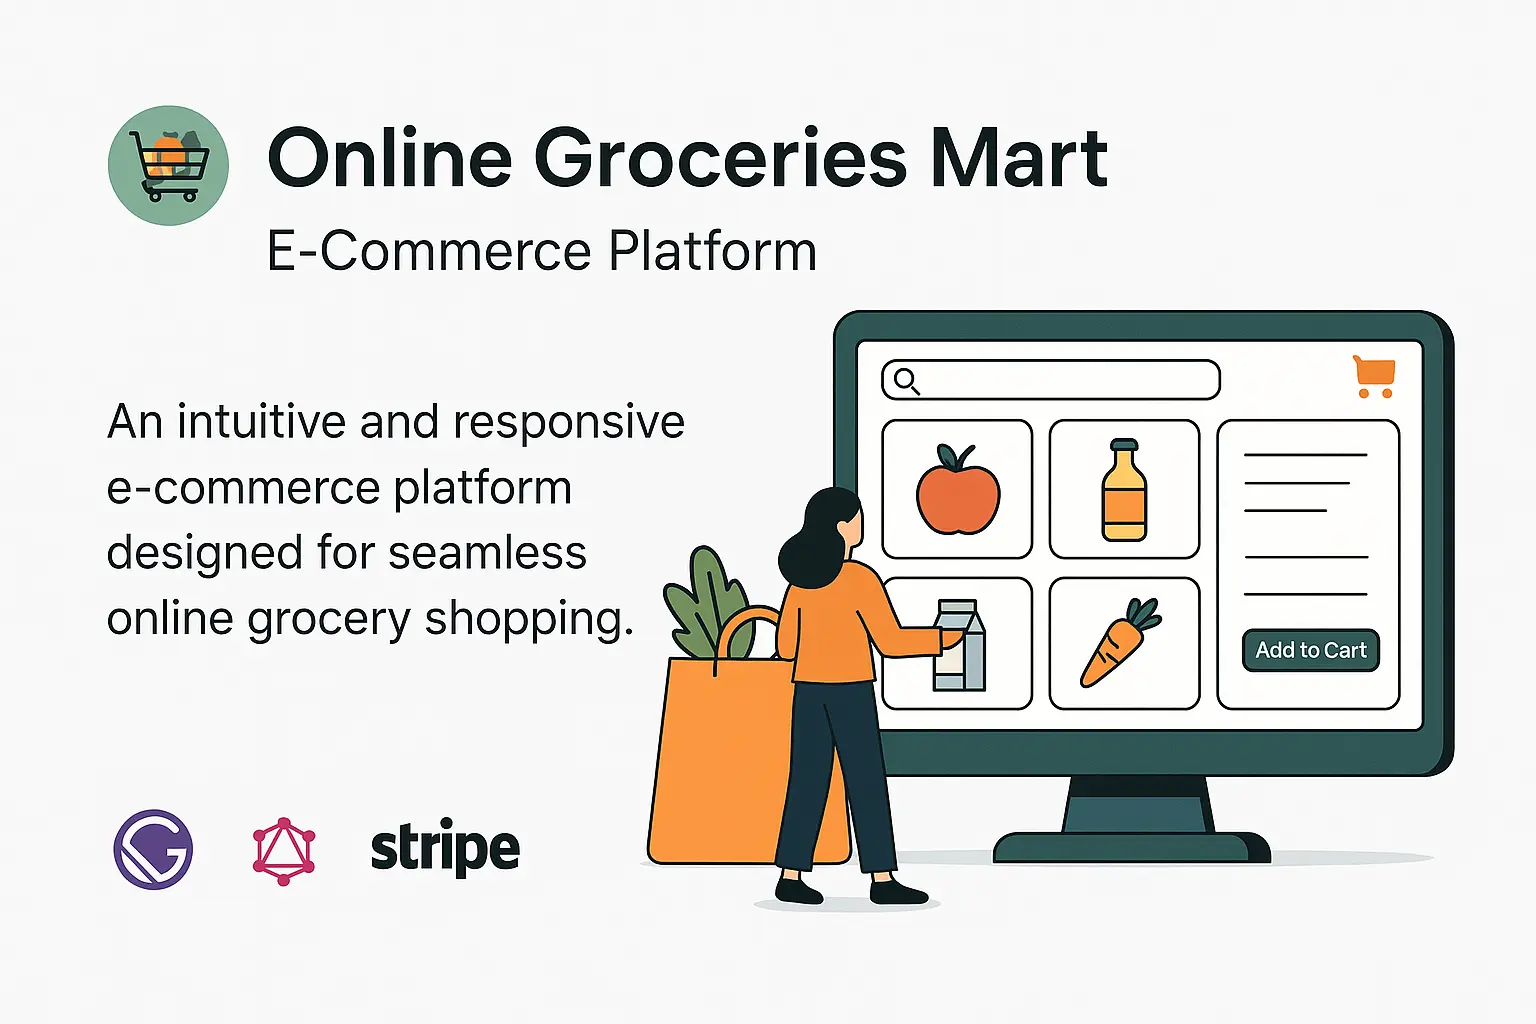 Online Groceries Mart
E-Commerce Platform
An intuitive and responsive
e-commerce platform
designed for seamless
online grocery shopping.
Add to Cart
stripe